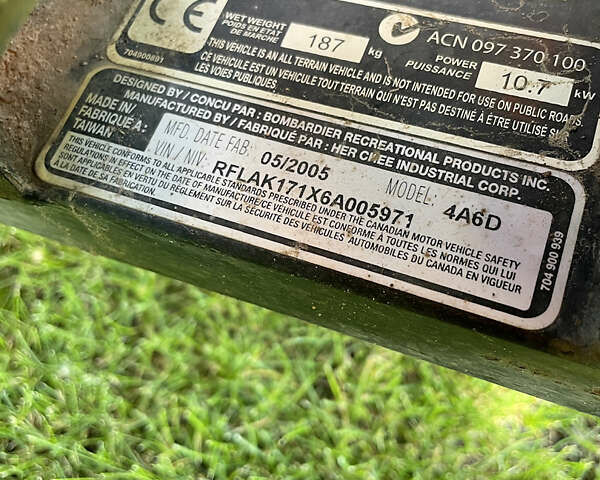 CE
704900691
WET WEIGHT
POIDS EN ÉTAT
DE MARCHE
187 kg
ACN 097 370 100
POWER
PUISSANCE
10.7 kW
THIS VEHICLE IS AN ALL TERRAIN VEHICLE AND IS NOT INTENDED FOR USE ON PUBLIC ROADS
CE VÉHICULE EST UN VÉHICULE TOUT TERRAIN QUI N'EST PAS DESTINÉ À ÊTRE UTILISÉ SUR
LES VOIES PUBLIQUES.
DESIGNED BY / CONCU PAR : BOMBARDIER RECREATIONAL PRODUCTS INC.
MANUFACTURED BY / FABRIQUÉ PAR : HER CHEE INDUSTRIAL CORP.
MADE IN /
FABRIQUÉ A :
TAIWAN
MFD. DATE FAB: 05/2005
VIN / NIV: RFLAK171X6A005971
MODEL: 4A6D
THIS VEHICLE CONFORMS TO ALL APPLICABLE STANDARDS PRESCRIBED UNDER THE CANADIAN MOTOR VEHICLE SAFETY
REGULATIONS IN EFFECT ON THE DATE OF MANUFACTURE/CE VÉHICULE EST CONFORME À TOUTES LES NORMES QUI LUI
SONT APPLICABLES EN VERTU DU RÈGLEMENT SUR LA SÉCURITÉ DES VÉHICULES AUTOMOBILES DU CANADA EN VIGUEUR
A LA DATE DE SA FABRICATION.
704 900 939